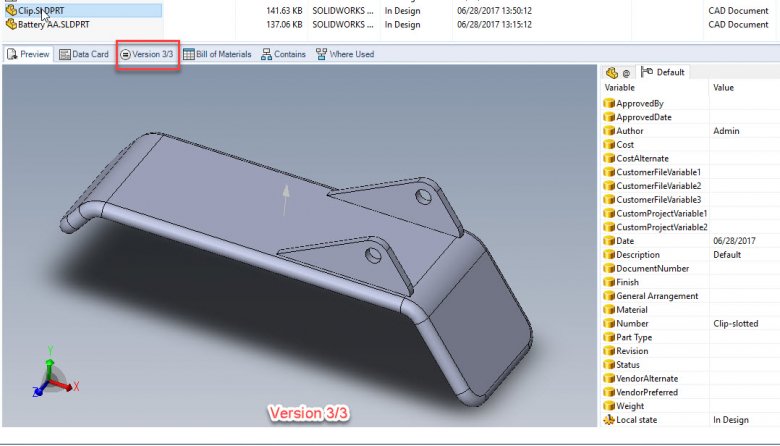 Clip.SLDPRT 141.63 KB SOLIDWORKS ... In Design 06/28/2017 13:50:12 CAD Document
Battery AA.SLDPRT 137.06 KB SOLIDWORKS ... In Design 06/28/2017 13:15:12 CAD Document
Preview Data Card Version 3/3 Bill of Materials Contains Where Used
@ Default
Variable Value
ApprovedBy
ApprovedDate
Author Admin
Cost
CostAlternate
CustomerFileVariable1
CustomerFileVariable2
CustomerFileVariable3
CustomProjectVariable1
CustomProjectVariable2
Date 06/28/2017
Description Default
DocumentNumber
Finish
General Arrangement
Material
Number Clip-slotted
Part Type
Revision
Status
VendorAlternate
VendorPreferred
Weight
Local state In Design
Y
X
Z
Version 3/3